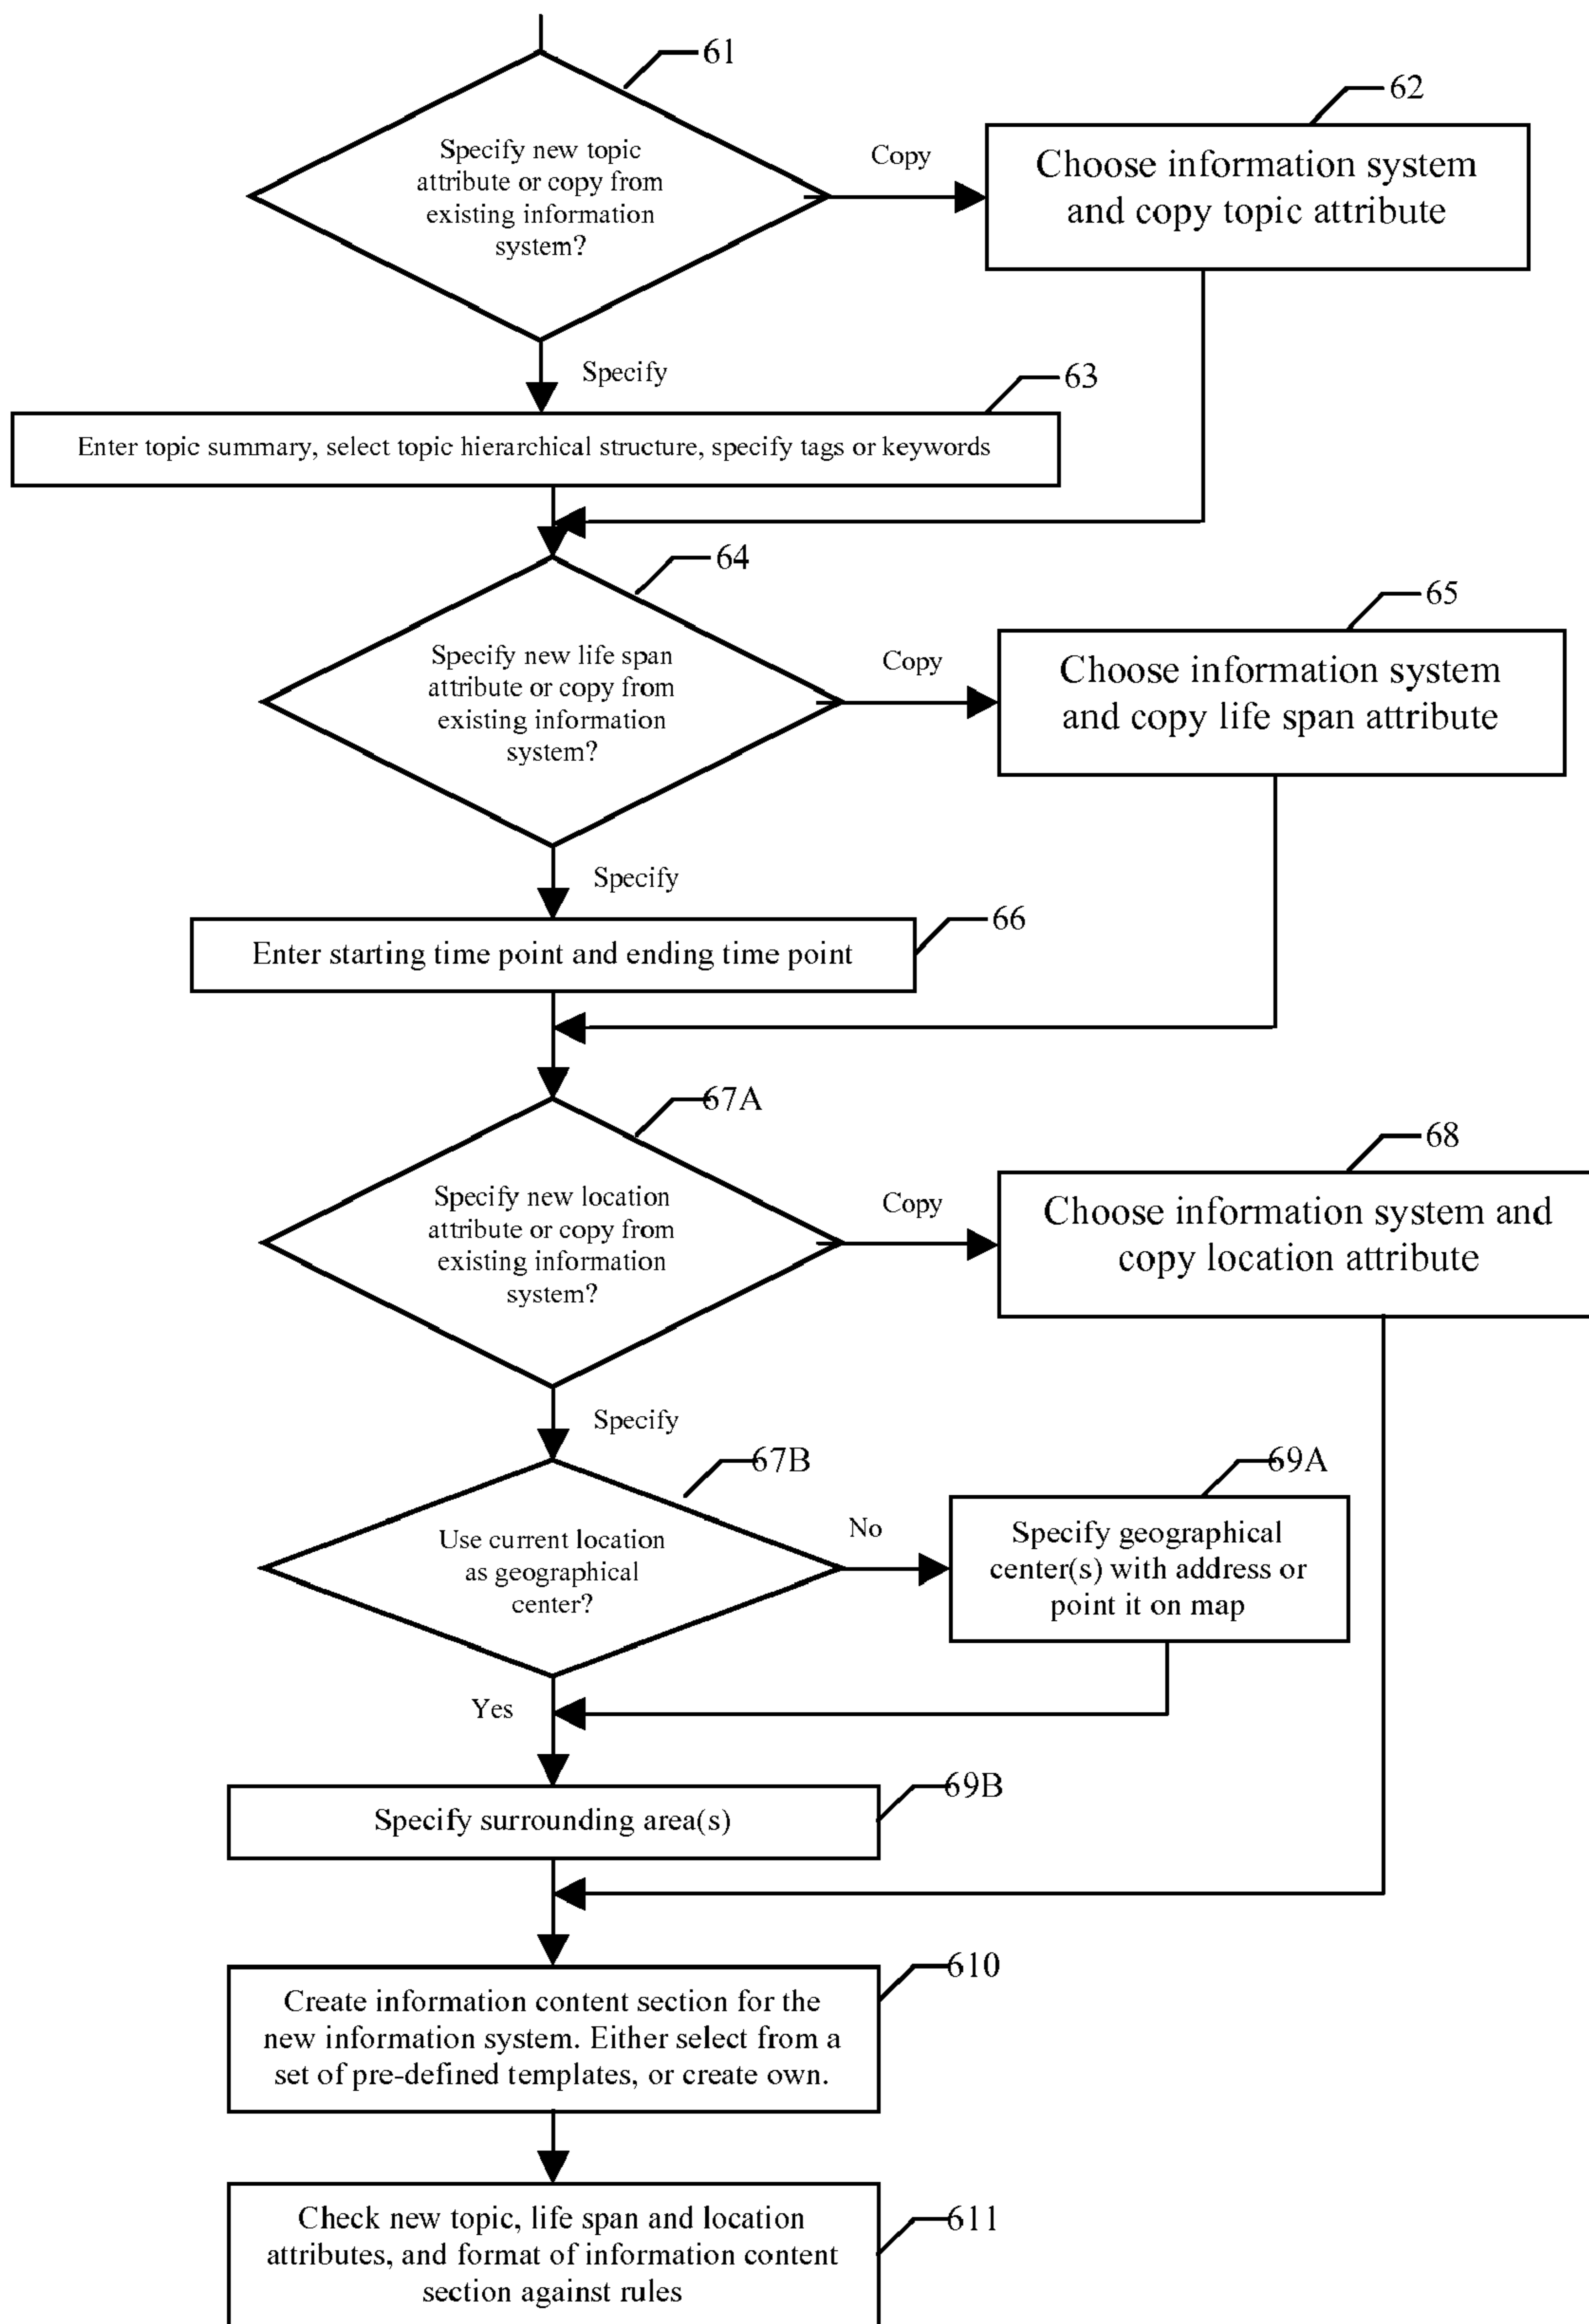 61
Specify new topic
attribute or copy from
existing information
system?
Copy
62
Choose information system
and copy topic attribute
Specify
63
Enter topic summary, select topic hierarchical structure, specify tags or keywords
64
Specify new life span
attribute or copy from
existing information
system?
Copy
65
Choose information system
and copy life span attribute
Specify
66
Enter starting time point and ending time point
67A
Specify new location
attribute or copy from
existing information
system?
Copy
68
Choose information system and
copy location attribute
Specify
67B
Use current location
as geographical
center?
No
69A
Specify geographical
center(s) with address or
point it on map
Yes
69B
Specify surrounding area(s)
610
Create information content section for the
new information system. Either select from a
set of pre-defined templates, or create own.
611
Check new topic, life span and location
attributes, and format of information content
section against rules